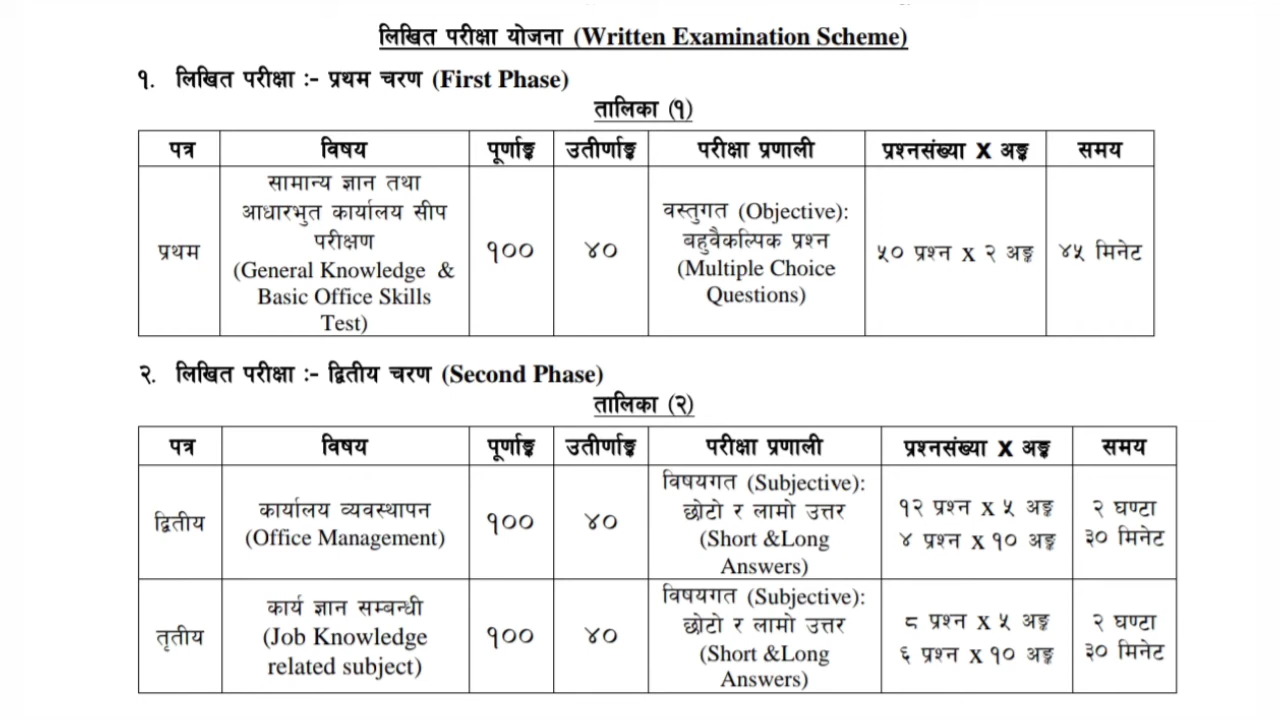 लिखित परीक्षा योजना (Written Examination Scheme)
१. लिखित परीक्षा :- प्रथम चरण (First Phase)
तालिका (१)
पत्र विषय पूर्णाङ्क उतीर्णाङ्क परीक्षा प्रणाली प्रश्नसंख्या X अङ्क समय
प्रथम
सामान्य ज्ञान तथा
आधारभुत कार्यालय सीप
परीक्षण
(General Knowledge &
Basic Office Skills
Test)
१००
४०
वस्तुगत (Objective):
बहुवैकल्पिक प्रश्न
(Multiple Choice
Questions)
५० प्रश्न x २ अङ्क
४५ मिनेट
२. लिखित परीक्षा :- द्वितीय चरण (Second Phase)
तालिका (२)
पत्र विषय पूर्णाङ्क उतीर्णाङ्क परीक्षा प्रणाली प्रश्नसंख्या X अङ्क समय
द्वितीय
कार्यालय व्यवस्थापन
(Office Management)
१००
४०
विषयगत (Subjective):
छोटो र लामो उत्तर
(Short &Long
Answers)
१२ प्रश्न x ५ अङ्क
४ प्रश्न x १० अङ्क
२ घण्टा
३० मिनेट
तृतीय
कार्य ज्ञान सम्बन्धी
(Job Knowledge
related subject)
१००
४०
विषयगत (Subjective):
छोटो र लामो उत्तर
(Short &Long
Answers)
८ प्रश्न x ५ अङ्क
६ प्रश्न x १० अङ्क
२ घण्टा
३० मिनेट